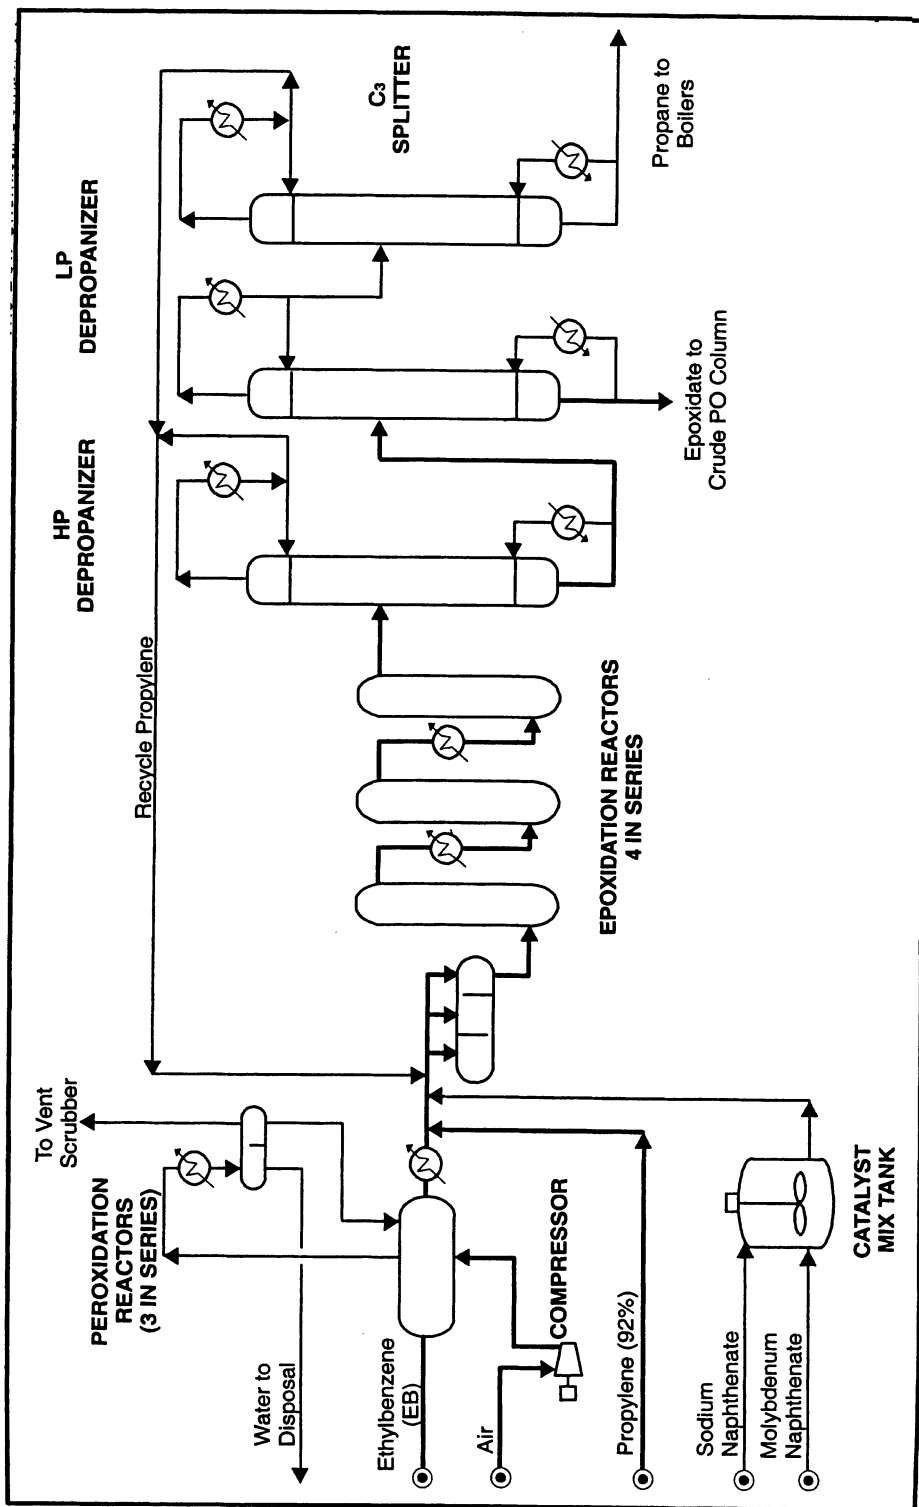 To Vent
Scrubber
PEROXIDATION
REACTORS
(3 IN SERIES)
Water to
Disposal
Ethylbenzene
(EB)
Air
COMPRESSOR
Propylene (92%)
Sodium
Naphthenate
Molybdenum
Naphthenate
CATALYST
MIX TANK
Recycle Propylene
EPOXIDATION REACTORS
4 IN SERIES
HP
DEPROPANIZER
LP
DEPROPANIZER
C3
SPLITTER
Epoxidate to
Crude PO Column
Propane to
Boilers